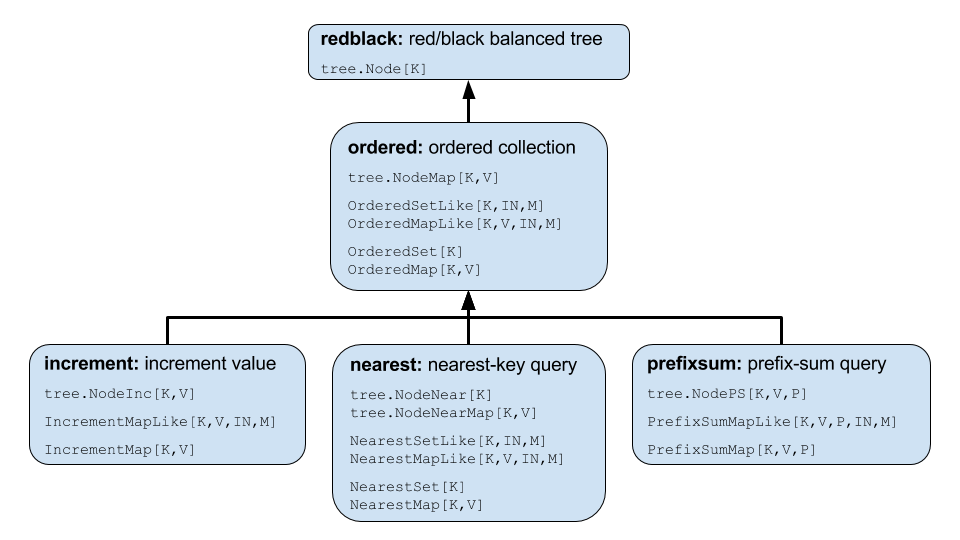 redblack: red/black balanced tree
tree.Node[K]
ordered: ordered collection
tree.NodeMap[K,V]
OrderedSetLike[K,IN,M]
OrderedMapLike[K,V,IN,M]
OrderedSet[K]
OrderedMap[K,V]
increment: increment value
tree.NodeInc[K,V]
IncrementMapLike[K,V,IN,M]
IncrementMap[K,V]
nearest: nearest-key query
tree.NodeNear[K]
tree.NodeNearMap[K,V]
NearestSetLike[K,IN,M]
NearestMapLike[K,V,IN,M]
NearestSet[K]
NearestMap[K,V]
prefixsum: prefix-sum query
tree.NodePS[K,V,P]
PrefixSumMapLike[K,V,P,IN,M]
PrefixSumMap[K,V,P]